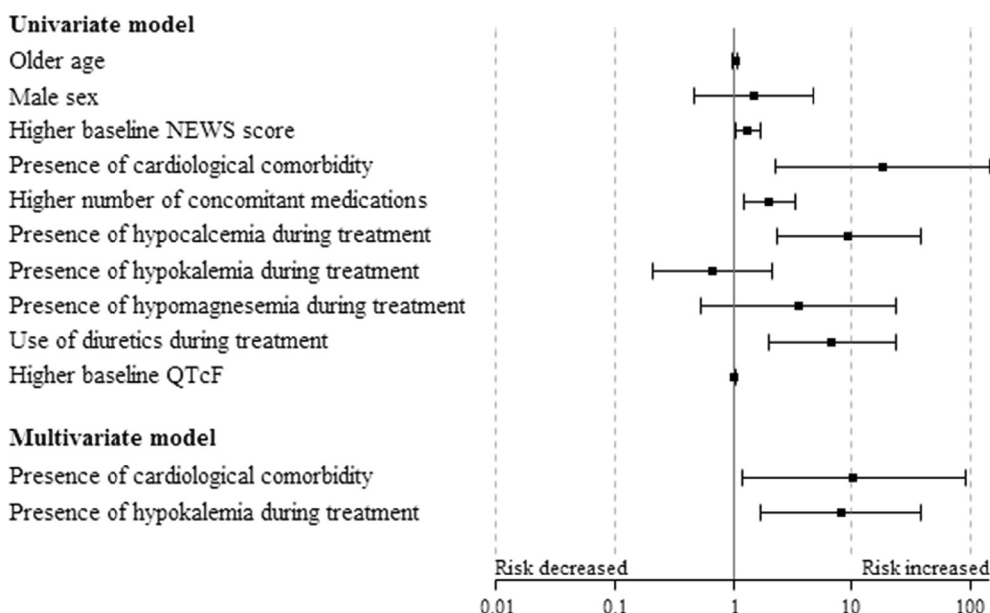 Univariate model
Older age
Male sex
Higher baseline NEWS score
Presence of cardiological comorbidity
Higher number of concomitant medications
Presence of hypocalcemia during treatment
Presence of hypokalemia during treatment
Presence of hypomagnesemia during treatment
Use of diuretics during treatment
Higher baseline QTcF
Multivariate model
Presence of cardiological comorbidity
Presence of hypokalemia during treatment
Risk decreased Risk increased
0.01 0.1 1 10 100